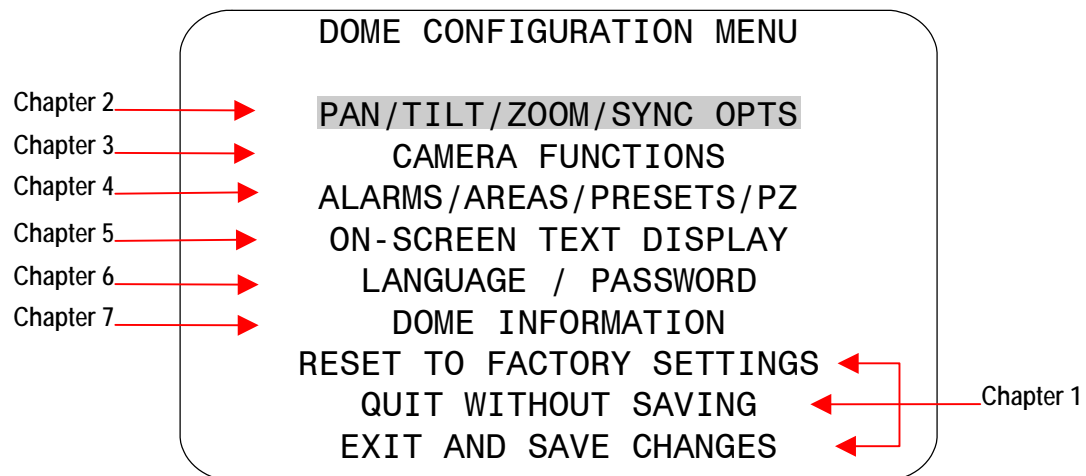 DOME CONFIGURATION MENU
Chapter 2 PAN/TILT/ZOOM/SYNC OPTS
Chapter 3 CAMERA FUNCTIONS
Chapter 4 ALARMS/AREAS/PRESETS/PZ
Chapter 5 ON-SCREEN TEXT DISPLAY
Chapter 6 LANGUAGE / PASSWORD
Chapter 7 DOME INFORMATION
RESET TO FACTORY SETTINGS
QUIT WITHOUT SAVING Chapter 1
EXIT AND SAVE CHANGES